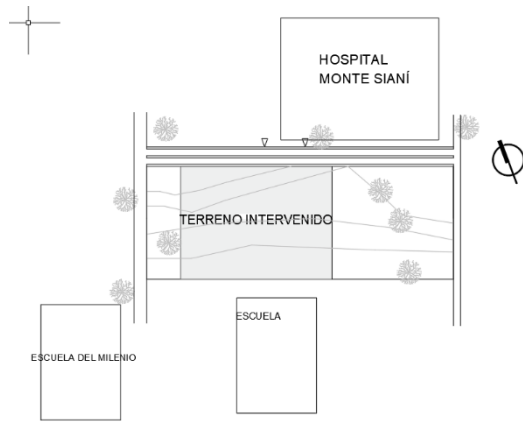 HOSPITAL
MONTE SIANÍ
TERRENO INTERVENIDO
ESCUELA
ESCUELA DEL MILENIO